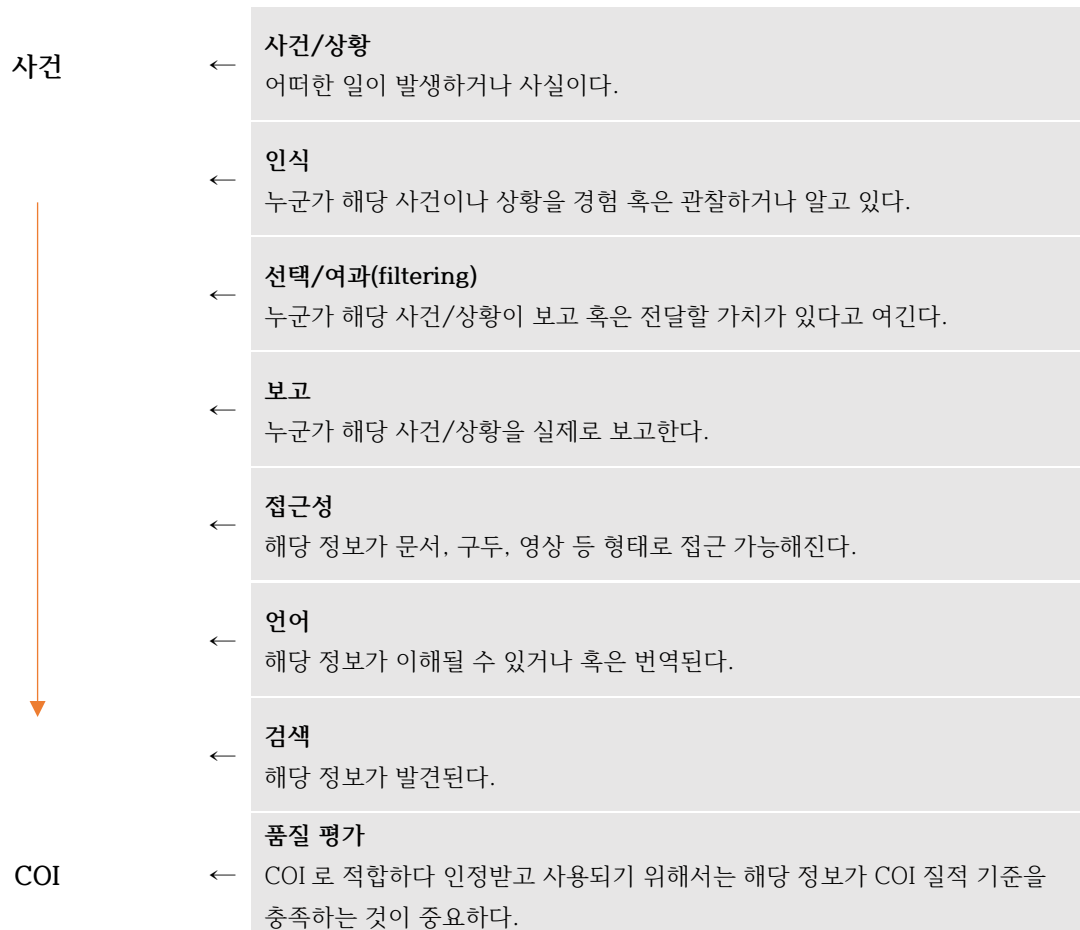 사건
←
사건/상황
어떠한 일이 발생하거나 사실이다.
←
인식
누군가 해당 사건이나 상황을 경험 혹은 관찰하거나 알고 있다.
←
선택/여과(filtering)
누군가 해당 사건/상황이 보고 혹은 전달할 가치가 있다고 여긴다.
←
보고
누군가 해당 사건/상황을 실제로 보고한다.
←
접근성
해당 정보가 문서, 구두, 영상 등 형태로 접근 가능해진다.
←
언어
해당 정보가 이해될 수 있거나 혹은 번역된다.
←
검색
해당 정보가 발견된다.
COI
←
품질 평가
COI 로 적합하다 인정받고 사용되기 위해서는 해당 정보가 COI 질적 기준을
충족하는 것이 중요하다.